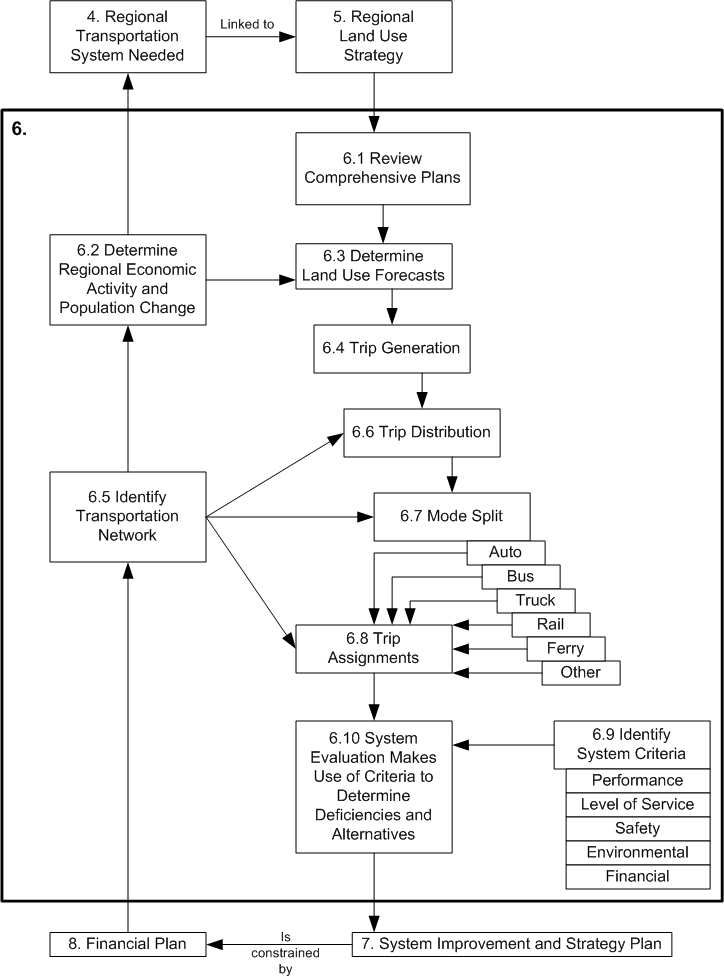 4. Regional
Transportation
System Needed
Linked to
5. Regional
Land Use
Strategy
6.
6.1 Review
Comprehensive Plans
6.2 Determine
Regional Economic
Activity and
Population Change
6.3 Determine
Land Use Forecasts
6.4 Trip Generation
6.6 Trip Distribution
6.5 Identify
Transportation
Network
6.7 Mode Split
Auto
Bus
Truck
Rail
Ferry
Other
6.8 Trip
Assignments
6.10 System
Evaluation Makes
Use of Criteria to
Determine
Deficiencies and
Alternatives
6.9 Identify
System Criteria
Performance
Level of Service
Safety
Environmental
Financial
8. Financial Plan
Is
constrained
by
7. System Improvement and Strategy Plan